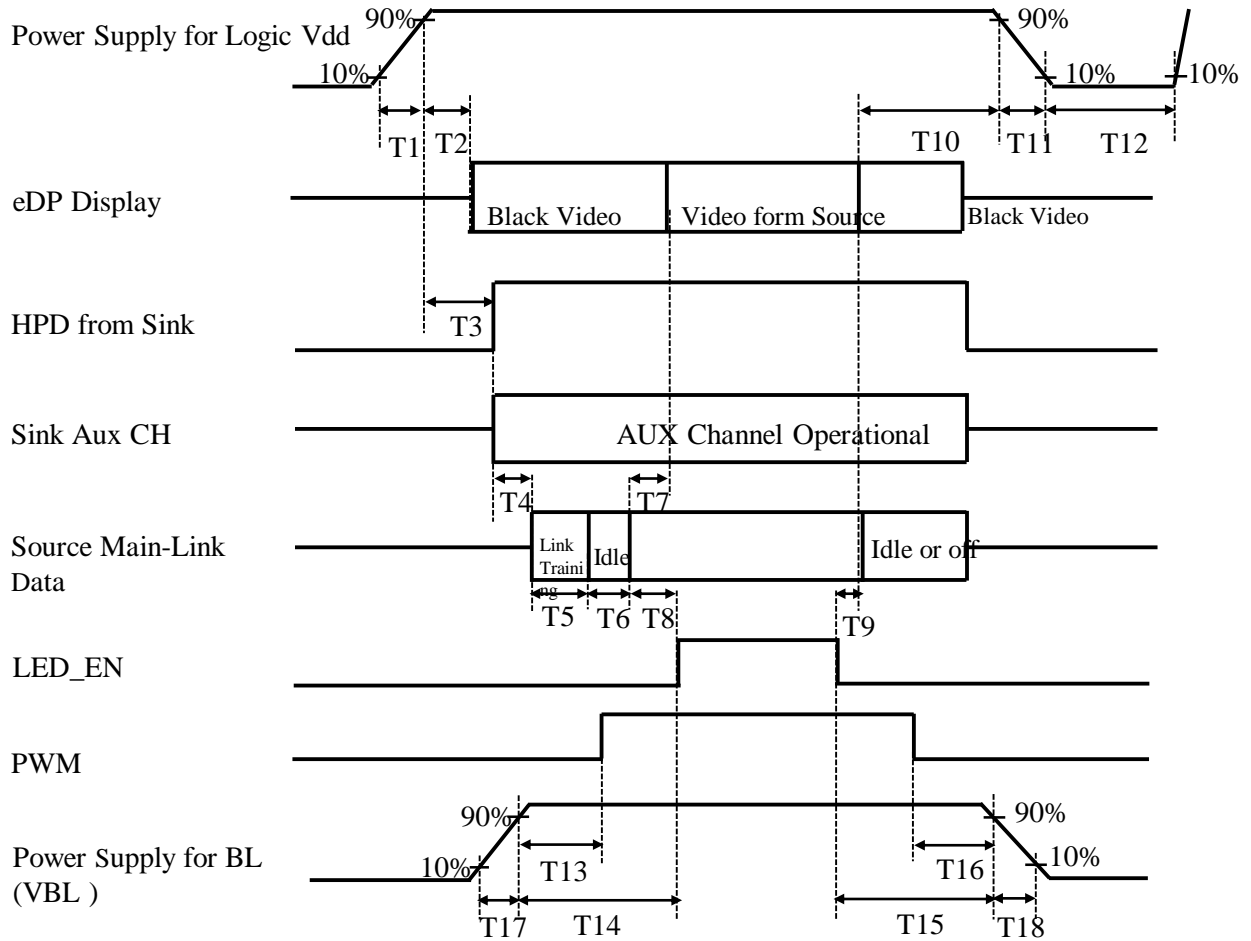 90%
90%
Power Supply for Logic Vdd
10%
10%
10%
T1
T2
T10
T11
T12
eDP Display
Black Video
Video form Source
Black Video
HPD from Sink
T3
Sink Aux CH
AUX Channel Operational
T4
T7
Source Main-Link
Data
Link
Traini
ng
Idle
Idle or off
T5
T6
T8
T9
LED_EN
PWM
90%
90%
Power Supply for BL
(VBL )
10%
10%
T13
T16
T17
T14
T15
T18